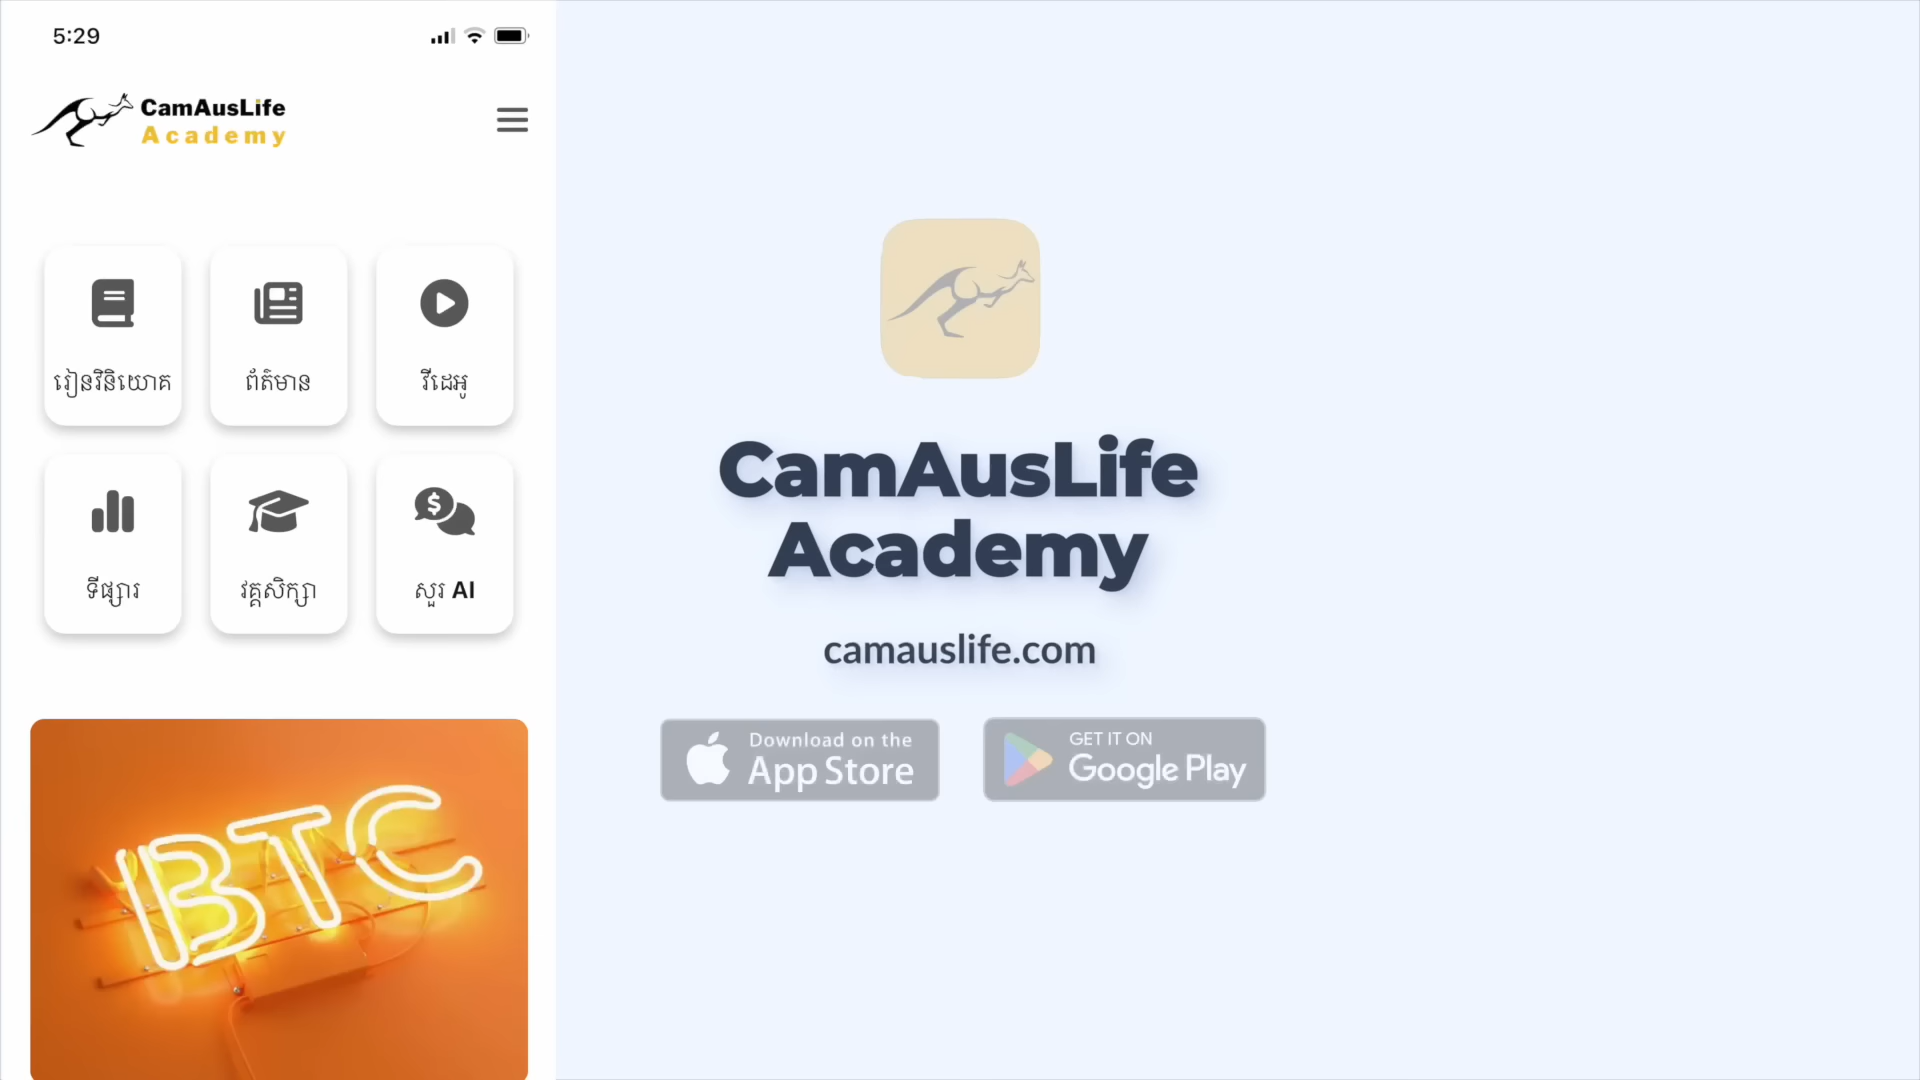 5:29
CamAusLife
Academy
រៀនវិនិយោគ
ព័ត៌មាន
វីដេអូ
ទីផ្សារ
វគ្គសិក្សា
សួរ AI
BTC
CamAusLife
Academy
camauslife.com
Download on the
App Store
GET IT ON
Google Play